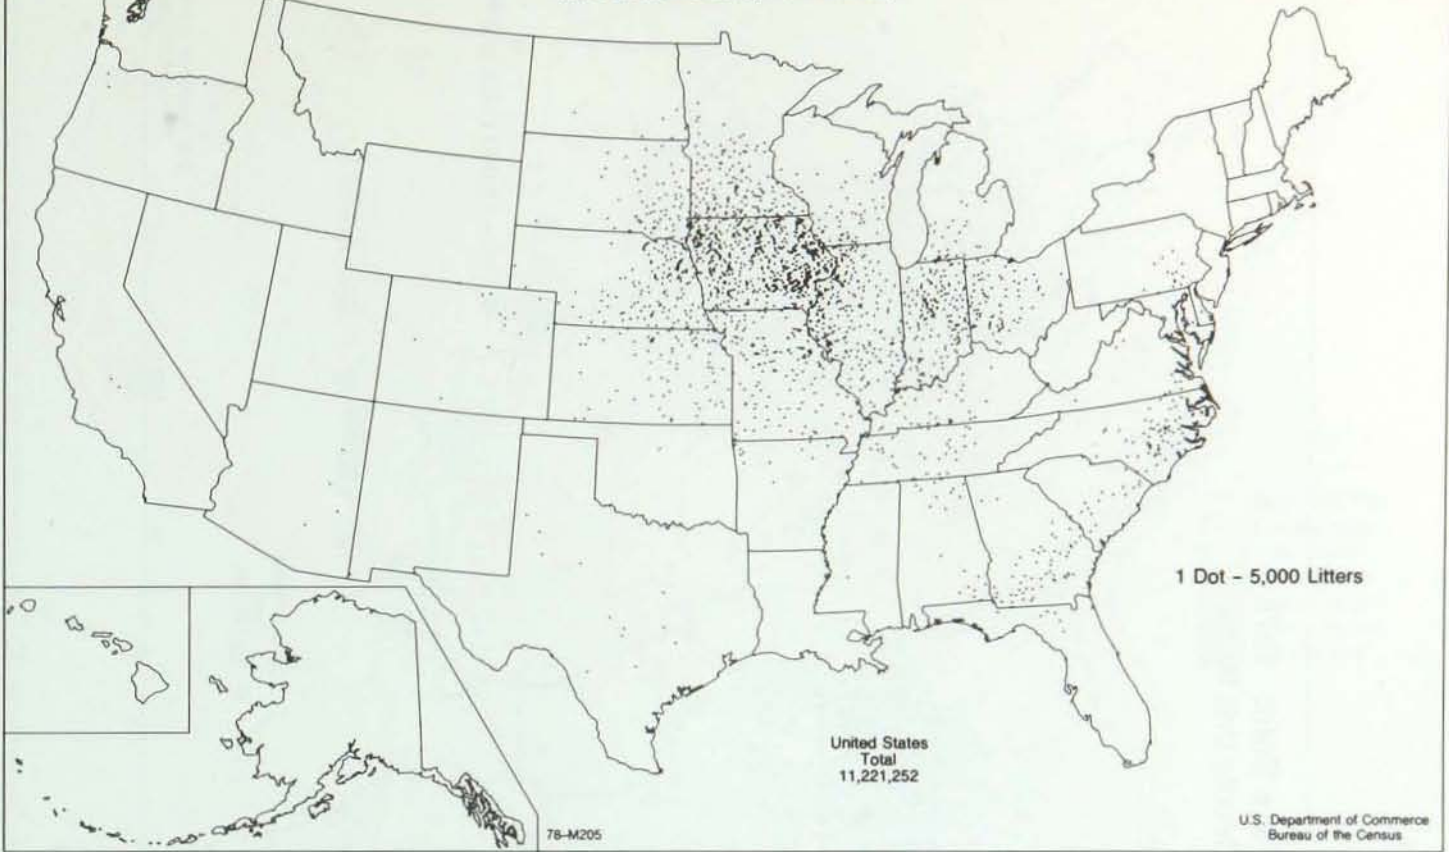 1 Dot – 5,000 Litters
United States
Total
11,221,252
78–M205
U.S. Department of Commerce
Bureau of the Census